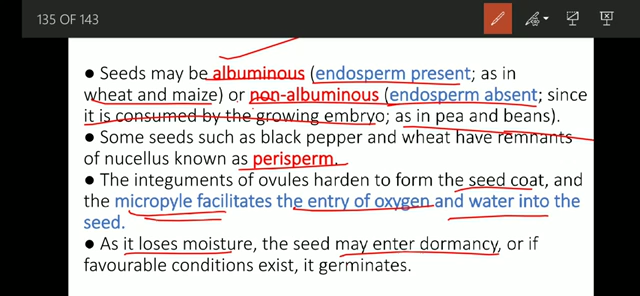 135 OF 143
● Seeds may be albuminous (endosperm present; as in
wheat and maize) or non-albuminous (endosperm absent; since
it is consumed by the growing embryo; as in pea and beans).
● Some seeds such as black pepper and wheat have remnants
of nucellus known as perisperm.
● The integuments of ovules harden to form the seed coat, and
the micropyle facilitates the entry of oxygen and water into the
seed.
● As it loses moisture, the seed may enter dormancy, or if
favourable conditions exist, it germinates.